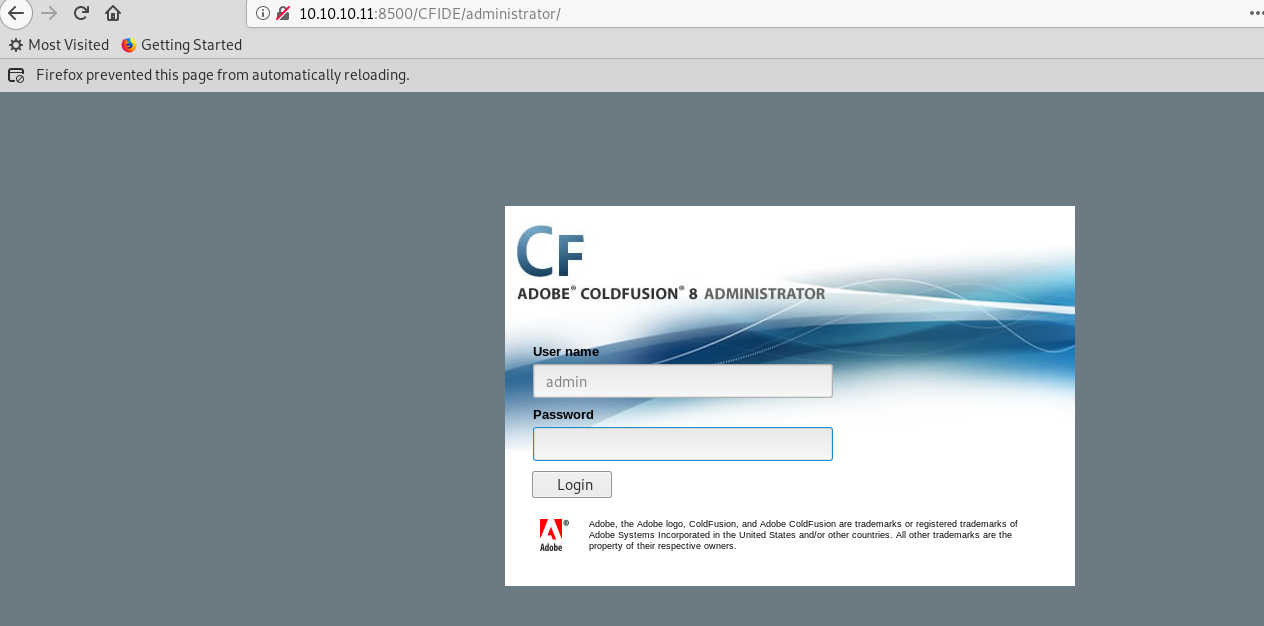 10.10.10.11:8500/CFIDE/administrator/
Most Visited Getting Started
Firefox prevented this page from automatically reloading.
CF
ADOBE® COLDFUSION® 8 ADMINISTRATOR
User name
admin
Password
Login
Adobe, the Adobe logo, ColdFusion, and Adobe ColdFusion are trademarks or registered trademarks of
Adobe Systems Incorporated in the United States and/or other countries. All other trademarks are the
property of their respective owners.
®
Adobe